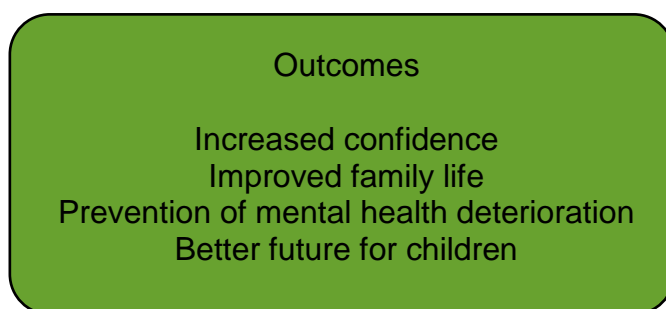 Outcomes
Increased confidence
Improved family life
Prevention of mental health deterioration
Better future for children